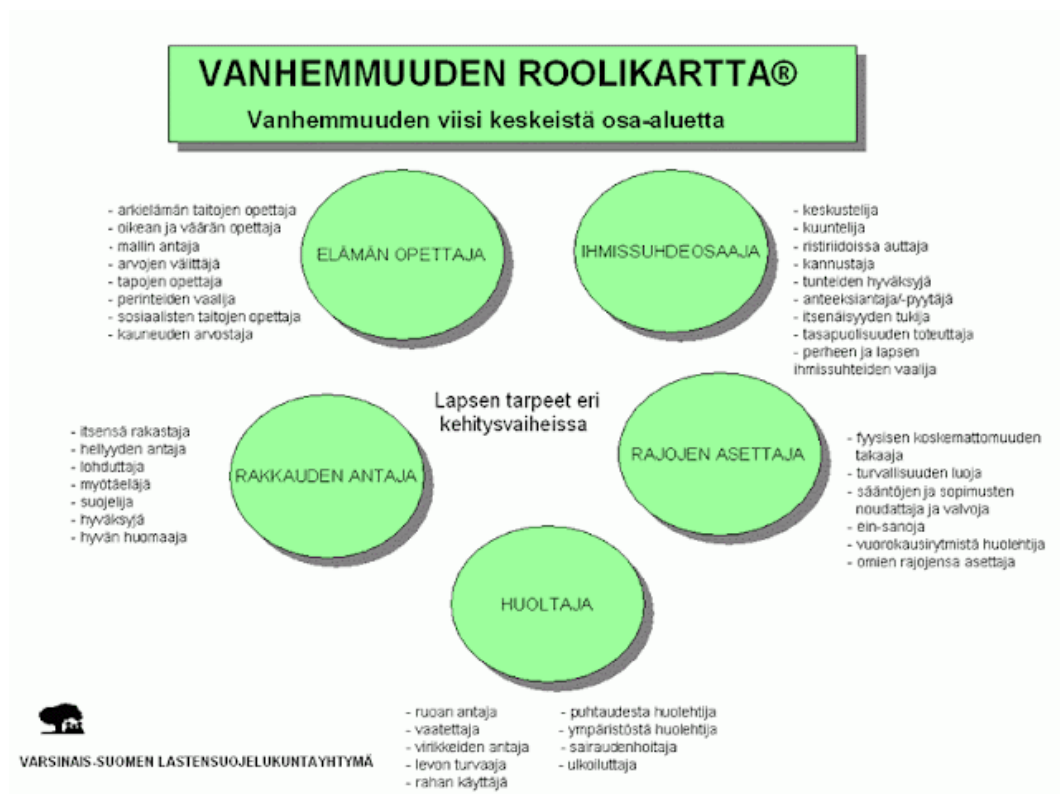 VANHEMMUUDEN ROOLIKARTTA®
Vanhemmuuden viisi keskeistä osa-aluetta
ELÄMÄN OPETTAJA
- arkielämän taitojen opettaja
- oikean ja väärän opettaja
- mallin antaja
- arvojen välittäjä
- tapojen opettaja
- perinteiden vaalija
- sosiaalisten taitojen opettaja
- kauneuden arvostaja
IHMISSUHDEOSAAJA
- keskustelija
- kuuntelija
- ristiriidoissa auttaja
- kannustaja
- tunteiden hyväksyjä
- anteeksiantaja/-pyytäjä
- itsenäisyyden tukija
- tasapuolisuuden toteuttaja
- perheen ja lapsen
ihmissuhteiden vaalija
Lapsen tarpeet eri
kehitysvaiheissa
RAKKAUDEN ANTAJA
- itsensä rakastaja
- hellyyden antaja
- lohduttaja
- myötäeläjä
- suojelija
- hyväksyjä
- hyvän huomaaja
RAJOJEN ASETTAJA
- fyysisen koskemattomuuden
takaaja
- turvallisuuden luoja
- sääntöjen ja sopimusten
noudattaja ja valvoja
- ein-sanoja
- vuorokausirytmistä huolehtija
- omien rajojensa asettaja
HUOLTAJA
- ruoan antaja
- vaatettaja
- virikkeiden antaja
- levon turvaaja
- rahan käyttäjä
- puhtaudesta huolehtija
- ympäristöstä huolehtija
- sairaudenhoitaja
- ulkoiluttaja
VARSINAIS-SUOMEN LASTENSUOJELUKUNTAYHTYMÄ